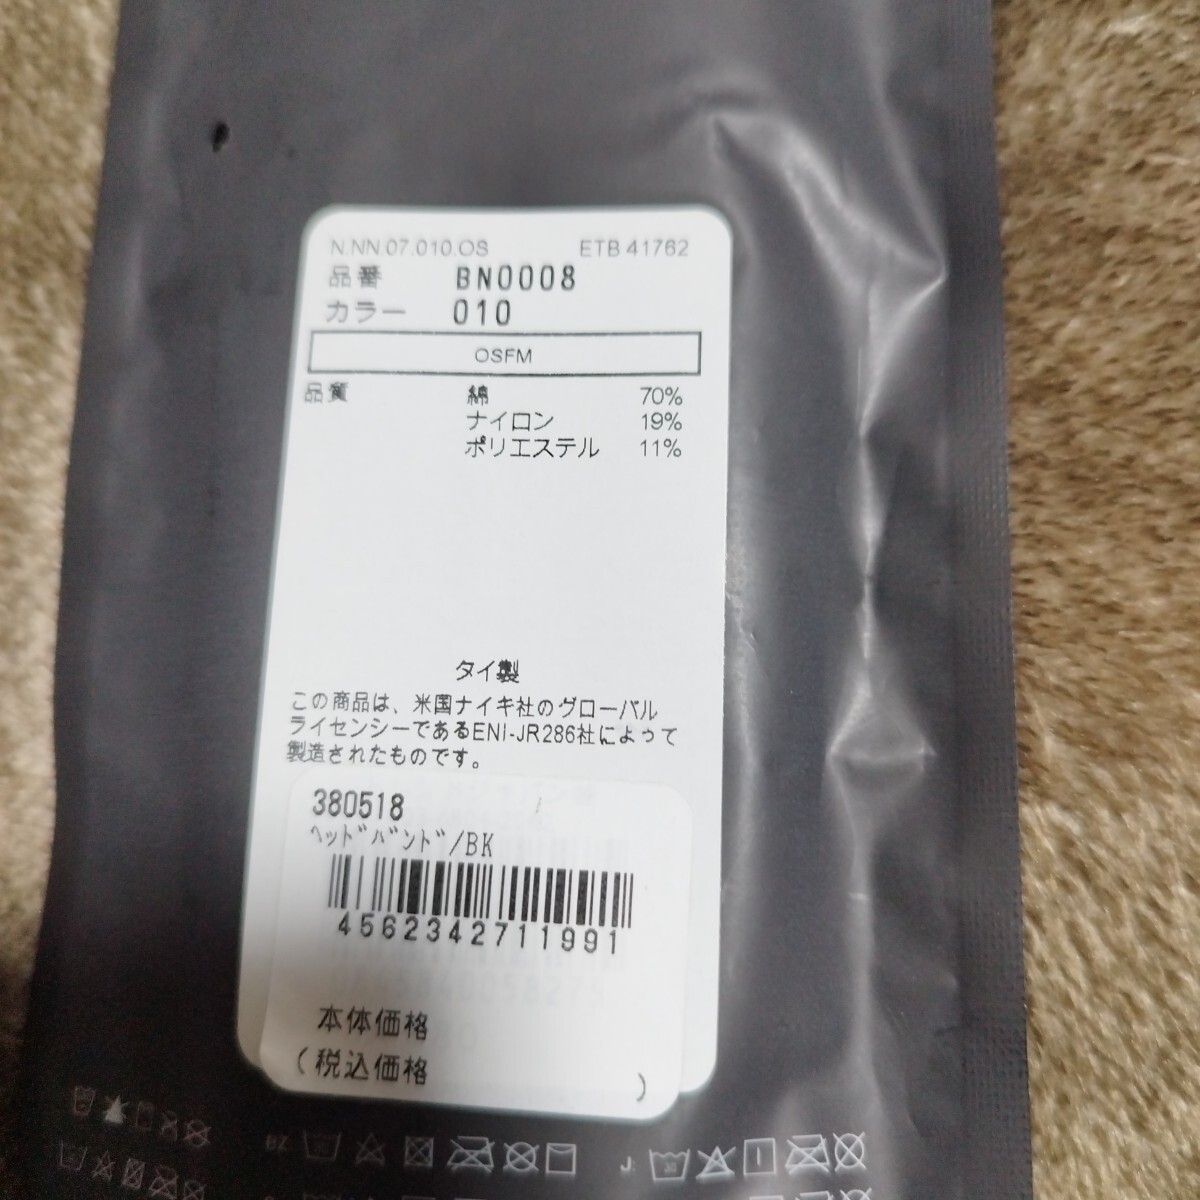 N.NN.07.010.OS ETB 41762
品番 BN0008
カラー 010
OSFM
品質 綿 70%
ナイロン 19%
ポリエステル 11%
タイ製
この商品は、米国ナイキ社のグローバル
ライセンシーであるENI-JR286社によって
製造されたものです。
380518
ﾍｯﾄﾞﾊﾞﾝﾄﾞ/BK
4562342711991
本体価格
(税込価格 )